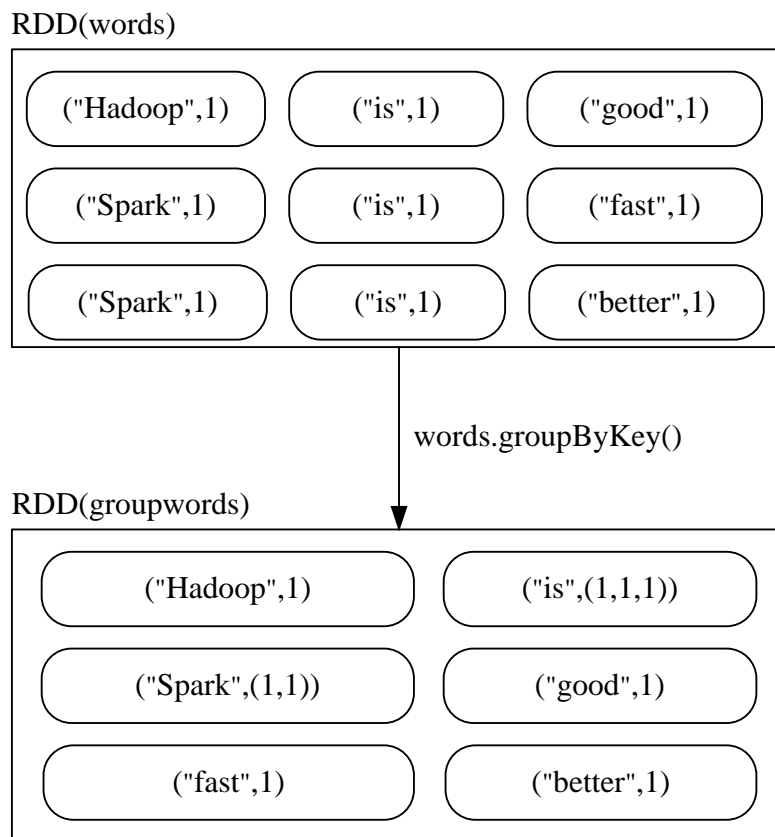 RDD(words)
("Hadoop",1) ("is",1) ("good",1)
("Spark",1) ("is",1) ("fast",1)
("Spark",1) ("is",1) ("better",1)
words.groupByKey()
RDD(groupwords)
("Hadoop",1) ("is",(1,1,1))
("Spark",(1,1)) ("good",1)
("fast",1) ("better",1)